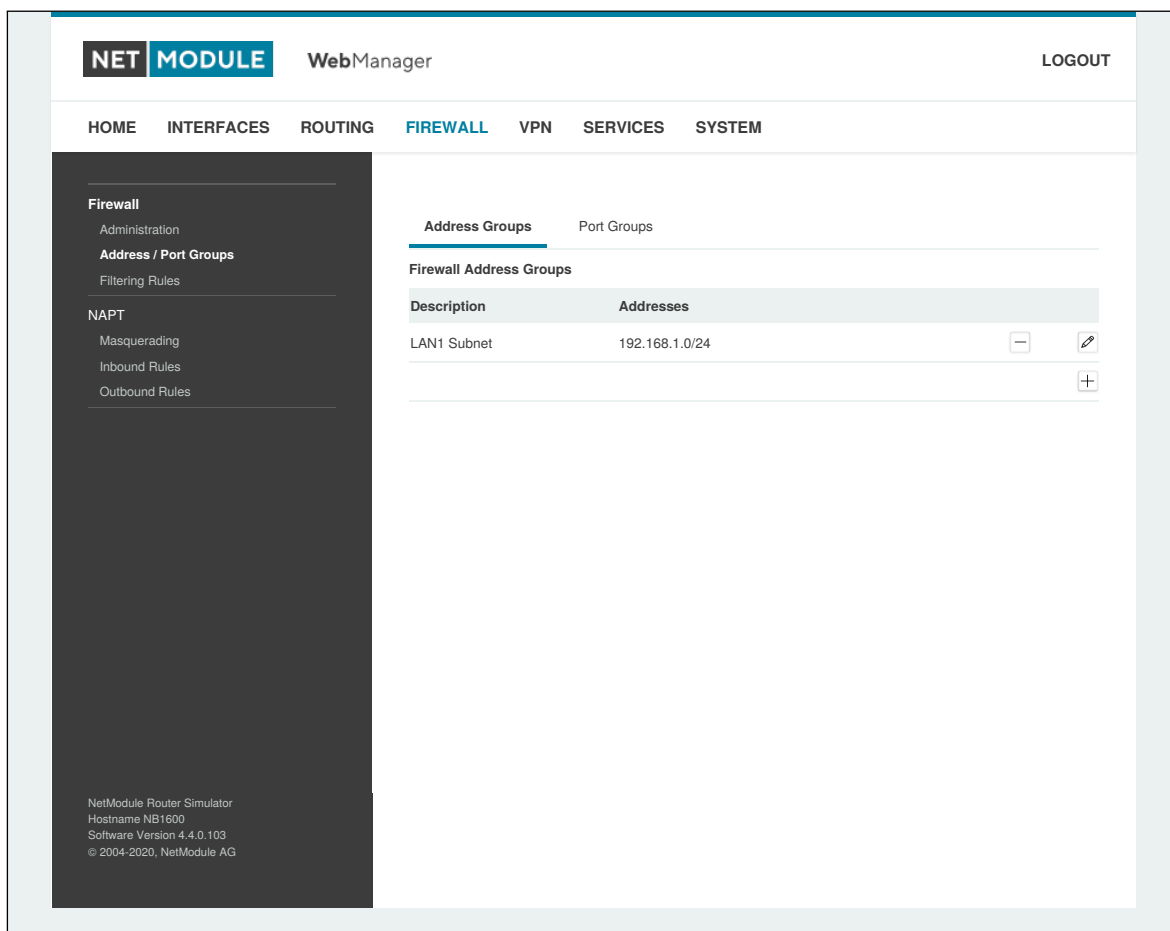 NET MODULE WebManager LOGOUT
HOME INTERFACES ROUTING FIREWALL VPN SERVICES SYSTEM
Firewall
Administration
Address / Port Groups
Filtering Rules
NAPT
Masquerading
Inbound Rules
Outbound Rules
NetModule Router Simulator
Hostname NB1600
Software Version 4.4.0.103
© 2004-2020, NetModule AG
Address Groups Port Groups
Firewall Address Groups
Description Addresses
LAN1 Subnet 192.168.1.0/24